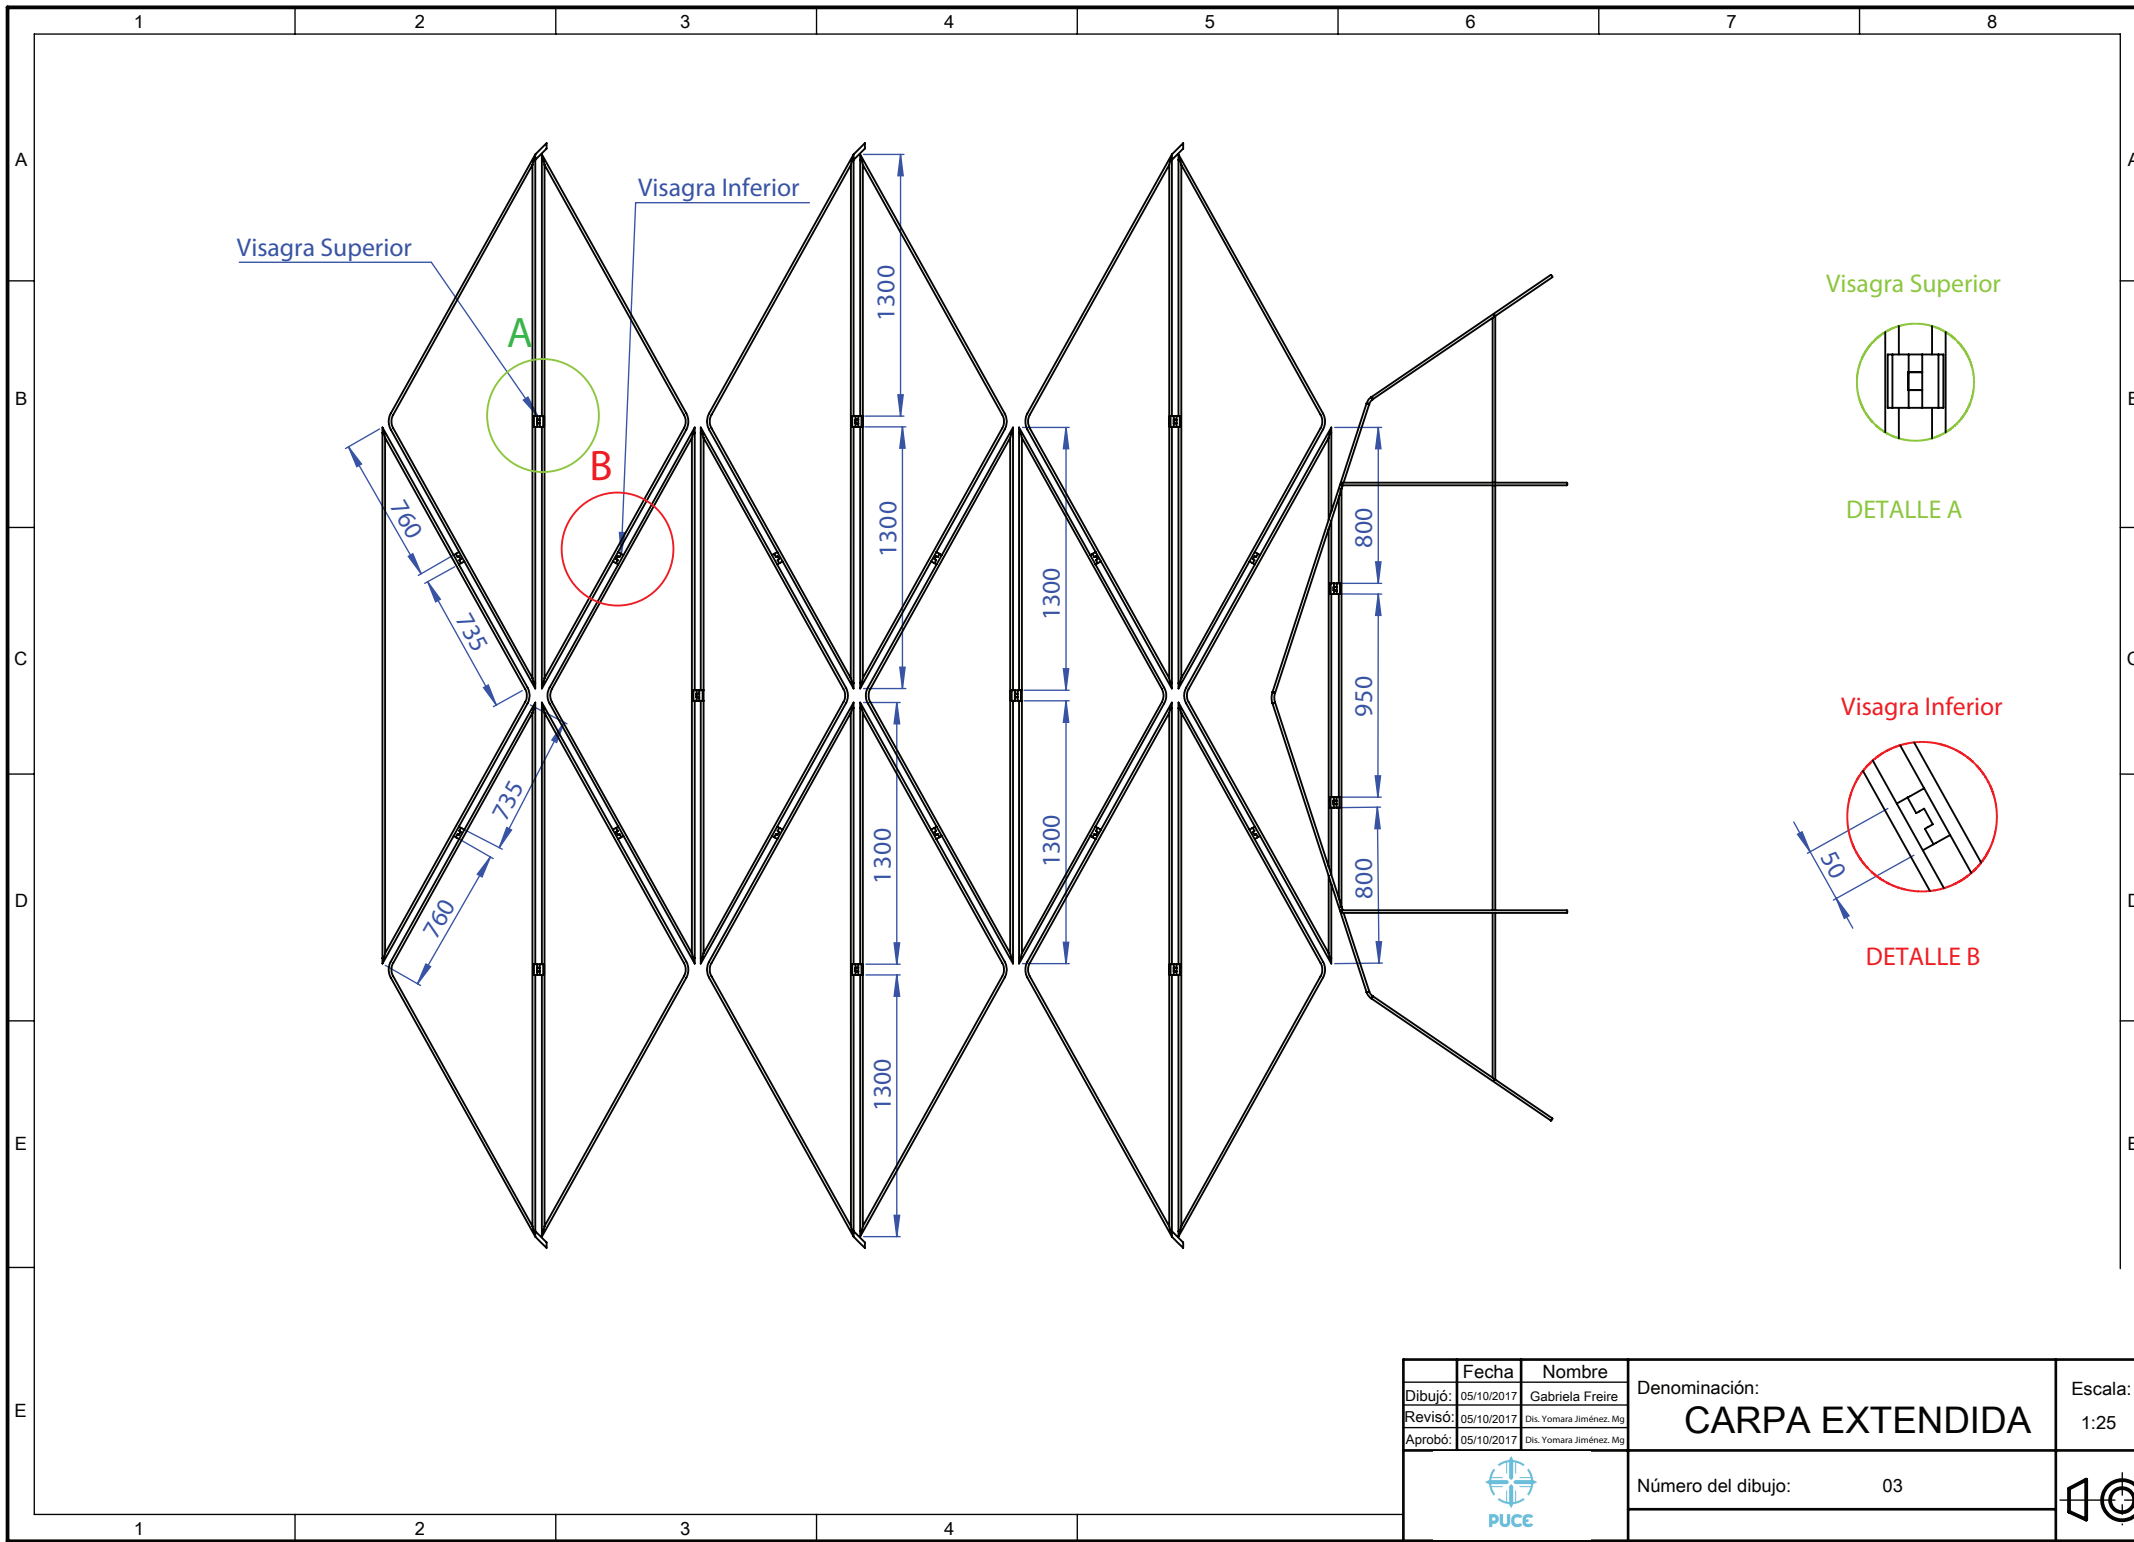 1 2 3 4 5 6 7 8
A
A
Visagra Inferior
Visagra Superior
1300
Visagra Superior
A
B
B
B
1300
760
800
DETALLE A
1300
735
C
C
950
Visagra Inferior
735
1300
1300
800
50
760
D
D
DETALLE B
1300
E
E
E
Fecha Nombre
Dibujó: 05/10/2017 Gabriela Freire
Revisó: 05/10/2017 Dis. Yomara Jiménez. Mg
Aprobó: 05/10/2017 Dis. Yomara Jiménez. Mg
Denominación:
CARPA EXTENDIDA
Escala:
1:25
Número del dibujo: 03
PUCE
1 2 3 4